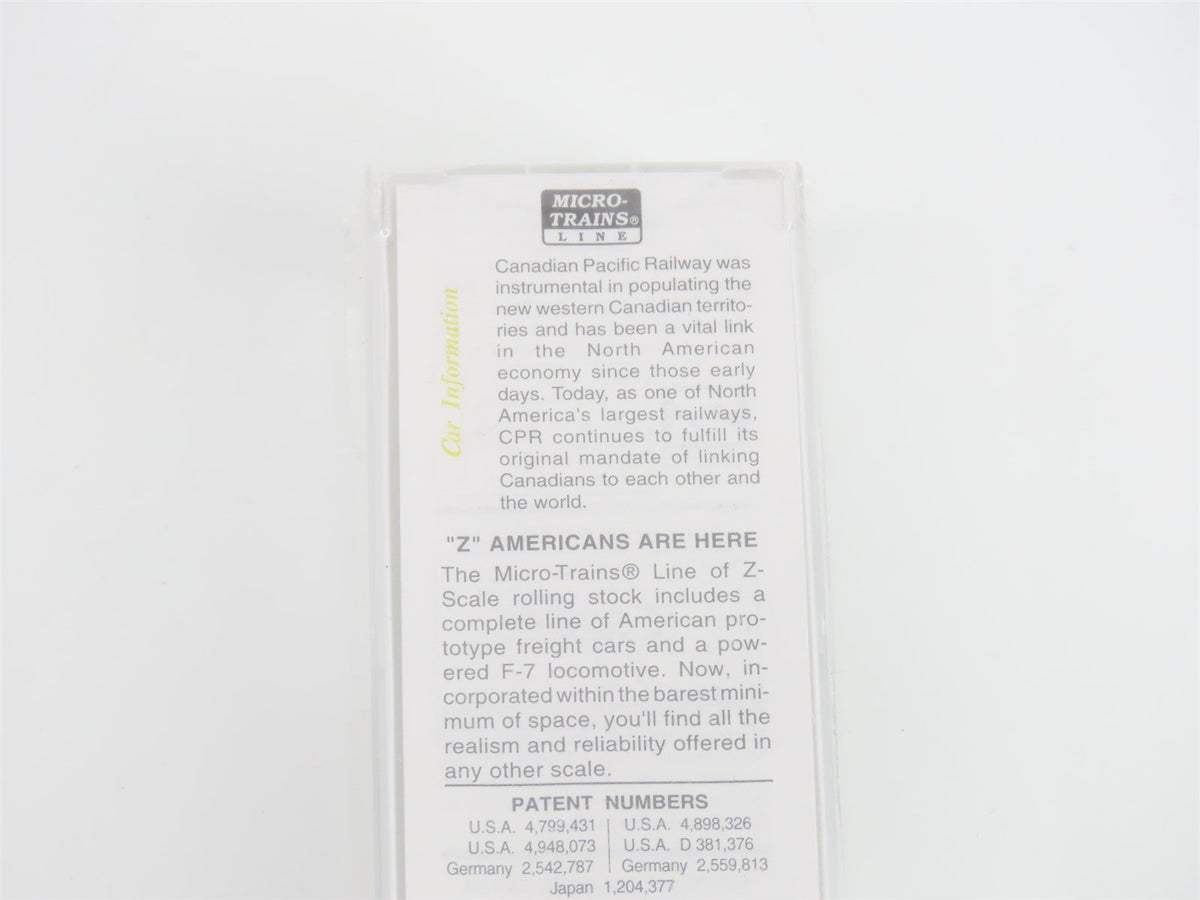 MICRO-
TRAINS®
LINE
Car Information
Canadian Pacific Railway was
instrumental in populating the
new western Canadian territo-
ries and has been a vital link
in the North American
economy since those early
days. Today, as one of North
America's largest railways,
CPR continues to fulfill its
original mandate of linking
Canadians to each other and
the world.
"Z" AMERICANS ARE HERE
The Micro-Trains® Line of Z-
Scale rolling stock includes a
complete line of American pro-
totype freight cars and a pow-
ered F-7 locomotive. Now, in-
corporated within the barest mini-
mum of space, you'll find all the
realism and reliability offered in
any other scale.
PATENT NUMBERS
U.S.A. 4,799,431 | U.S.A. 4,898,326
U.S.A. 4,948,073 | U.S.A. D 381,376
Germany 2,542,787 | Germany 2,559,813
Japan 1,204,377